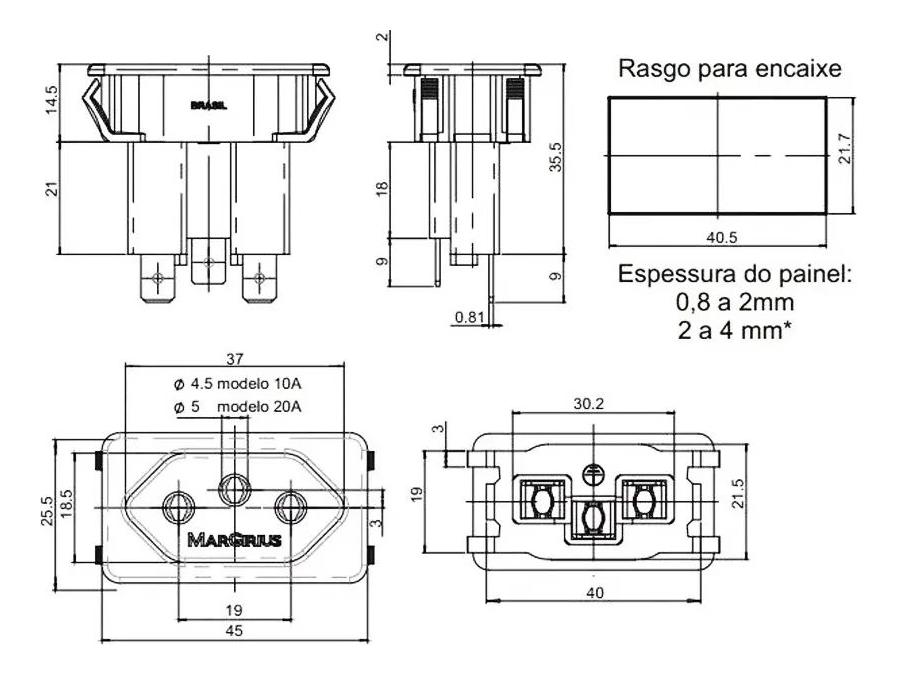 2
14.5
BRASIL
21
18
9
35.5
9
0.81
Rasgo para encaixe
21.7
40.5
Espessura do painel:
0,8 a 2mm
2 a 4 mm*
37
ϕ 4.5 modelo 10A
ϕ 5 modelo 20A
25.5
18.5
3
MARGIRIUS
19
45
30.2
3
19
21.5
40